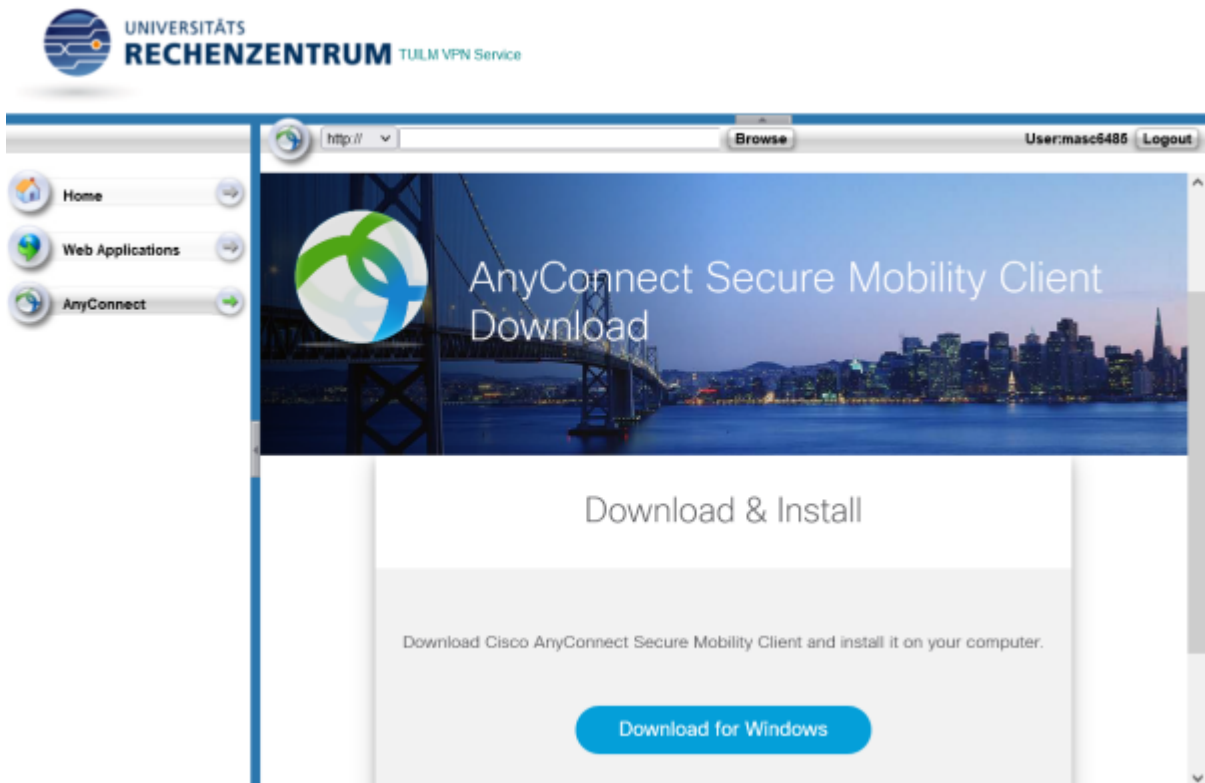 UNIVERSITÄTS
RECHENZENTRUM TUILM VPN Service
http:// Browse User:masc6485 Logout
Home
Web Applications
AnyConnect
AnyConnect Secure Mobility Client
Download
Download & Install
Download Cisco AnyConnect Secure Mobility Client and install it on your computer.
Download for Windows